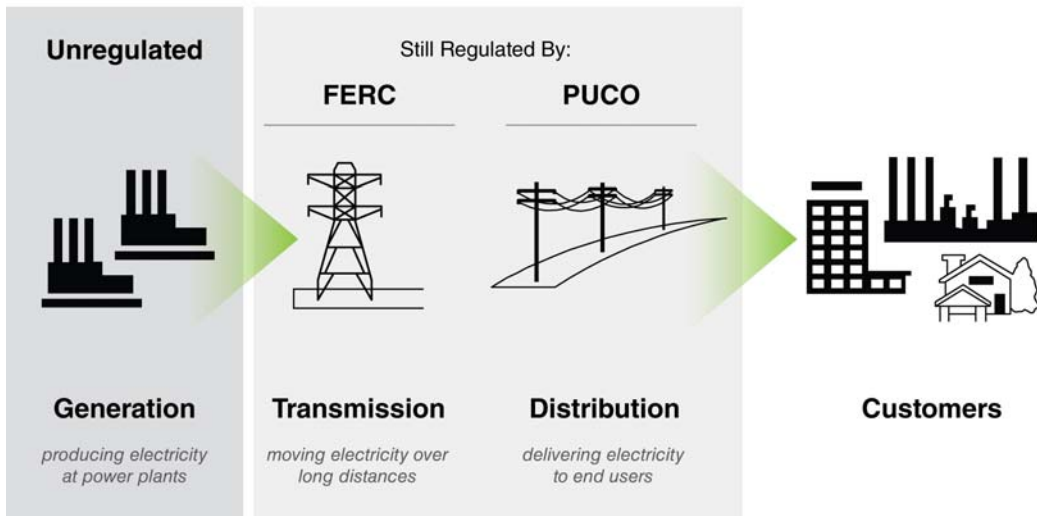 Unregulated
Still Regulated By:
FERC
PUCO
Generation
producing electricity
at power plants
Transmission
moving electricity over
long distances
Distribution
delivering electricity
to end users
Customers